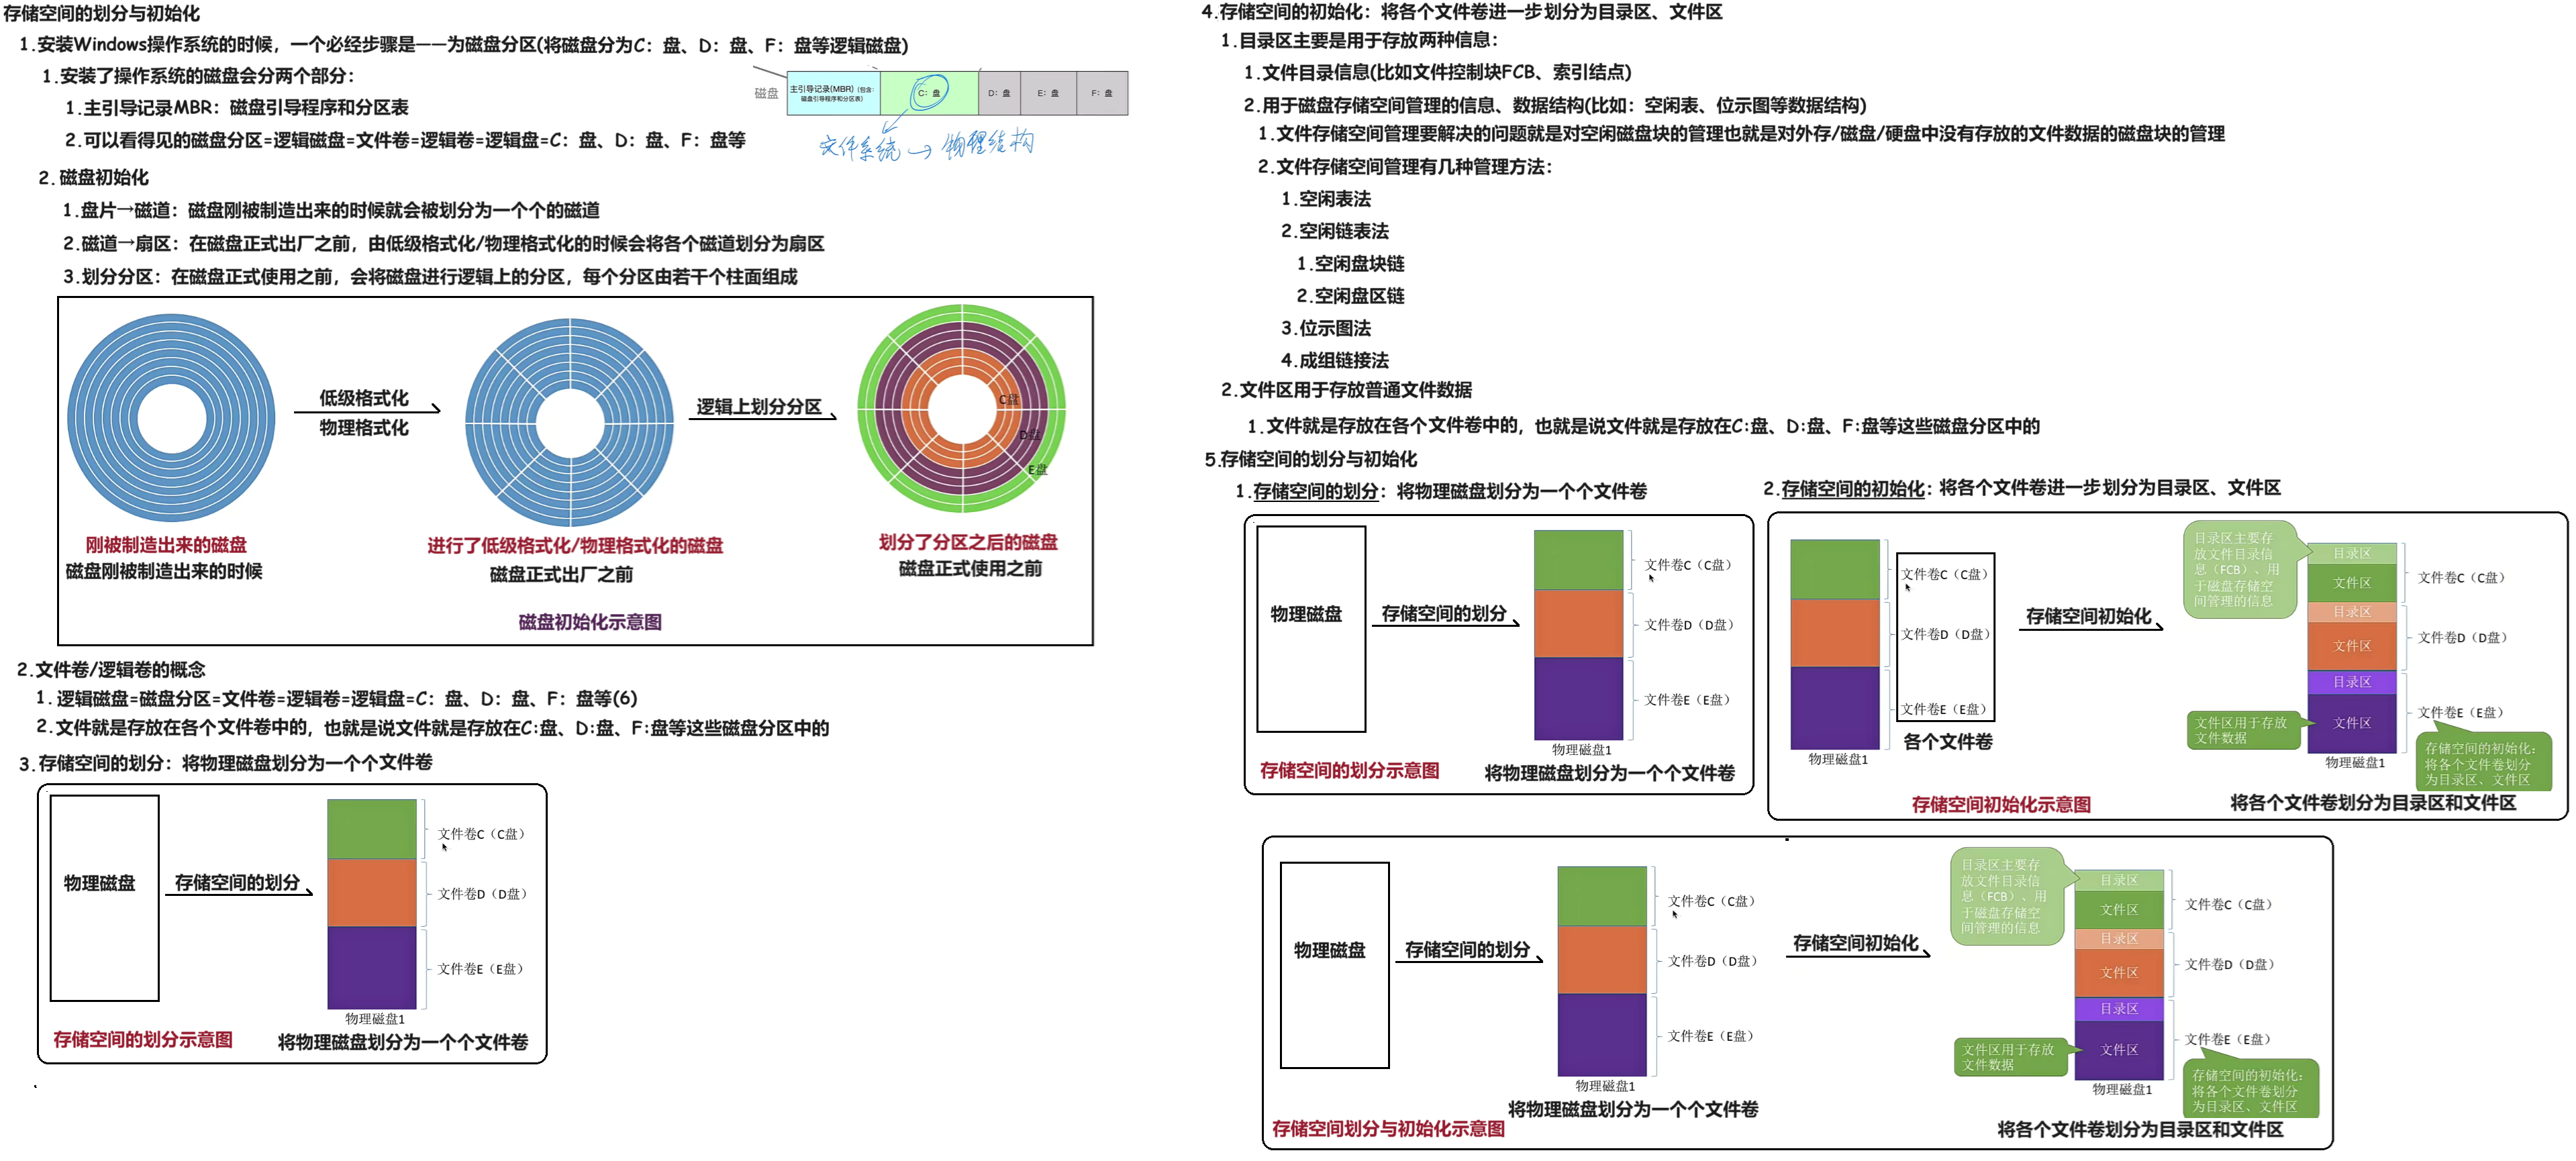 存储空间的划分与初始化
1.安装Windows操作系统的时候，一个必经步骤是——为磁盘分区(将磁盘分为C：盘、D：盘、F：盘等逻辑磁盘)
1.安装了操作系统的磁盘会分两个部分：
1.主引导记录MBR：磁盘引导程序和分区表
2.可以看得见的磁盘分区=逻辑磁盘=文件卷=逻辑卷=逻辑盘=C：盘、D：盘、F：盘等
磁盘
主引导记录(MBR)（包含：
磁盘引导程序和分区表）
C：盘
D：盘
E：盘
F：盘
文件系统→物理结构
2.磁盘初始化
1.盘片→磁道：磁盘刚被制造出来的时候就会被划分为一个个的磁道
2.磁道→扇区：在磁盘正式出厂之前，由低级格式化/物理格式化的时候会将各个磁道划分为扇区
3.划分分区：在磁盘正式使用之前，会将磁盘进行逻辑上的分区，每个分区由若干个柱面组成
低级格式化
物理格式化
逻辑上划分分区
C盘
D盘
E盘
刚被制造出来的磁盘
磁盘刚被制造出来的时候
进行了低级格式化/物理格式化的磁盘
磁盘正式出厂之前
划分了分区之后的磁盘
磁盘正式使用之前
磁盘初始化示意图
2.文件卷/逻辑卷的概念
1.逻辑磁盘=磁盘分区=文件卷=逻辑卷=逻辑盘=C：盘、D：盘、F：盘等(6)
2.文件就是存放在各个文件卷中的，也就是说文件就是存放在C:盘、D:盘、F:盘等这些磁盘分区中的
3.存储空间的划分：将物理磁盘划分为一个个文件卷
物理磁盘
存储空间的划分
文件卷C（C盘）
文件卷D（D盘）
文件卷E（E盘）
物理磁盘1
存储空间的划分示意图
将物理磁盘划分为一个个文件卷
4.存储空间的初始化：将各个文件卷进一步划分为目录区、文件区
1.目录区主要是用于存放两种信息：
1.文件目录信息(比如文件控制块FCB、索引结点)
2.用于磁盘存储空间管理的信息、数据结构(比如：空闲表、位示图等数据结构)
1.文件存储空间管理要解决的问题就是对空闲磁盘块的管理也就是对外存/磁盘/硬盘中没有存放的文件数据的磁盘块的管理
2.文件存储空间管理有几种管理方法：
1.空闲表法
2.空闲链表法
1.空闲盘块链
2.空闲盘区链
3.位示图法
4.成组链接法
2.文件区用于存放普通文件数据
1.文件就是存放在各个文件卷中的，也就是说文件就是存放在C:盘、D:盘、F:盘等这些磁盘分区中的
5.存储空间的划分与初始化
1.存储空间的划分：将物理磁盘划分为一个个文件卷
物理磁盘
存储空间的划分
文件卷C（C盘）
文件卷D（D盘）
文件卷E（E盘）
物理磁盘1
存储空间的划分示意图
将物理磁盘划分为一个个文件卷
2.存储空间的初始化：将各个文件卷进一步划分为目录区、文件区
文件卷C（C盘）
文件卷D（D盘）
文件卷E（E盘）
各个文件卷
物理磁盘1
存储空间初始化
目录区主要存
放文件目录信
息（FCB）、用
于磁盘存储空
间管理的信息
目录区
文件区
目录区
文件区
目录区
文件区
文件卷C（C盘）
文件卷D（D盘）
文件卷E（E盘）
文件区用于存放
文件数据
物理磁盘1
存储空间的初始化：
将各个文件卷划分
为目录区、文件区
存储空间初始化示意图
将各个文件卷划分为目录区和文件区
物理磁盘
存储空间的划分
文件卷C（C盘）
文件卷D（D盘）
文件卷E（E盘）
物理磁盘1
将物理磁盘划分为一个个文件卷
存储空间初始化
目录区主要存
放文件目录信
息（FCB）、用
于磁盘存储空
间管理的信息
目录区
文件区
目录区
文件区
目录区
文件区
文件卷C（C盘）
文件卷D（D盘）
文件卷E（E盘）
文件区用于存放
文件数据
物理磁盘1
存储空间的初始化：
将各个文件卷划分
为目录区、文件区
存储空间划分与初始化示意图
将各个文件卷划分为目录区和文件区